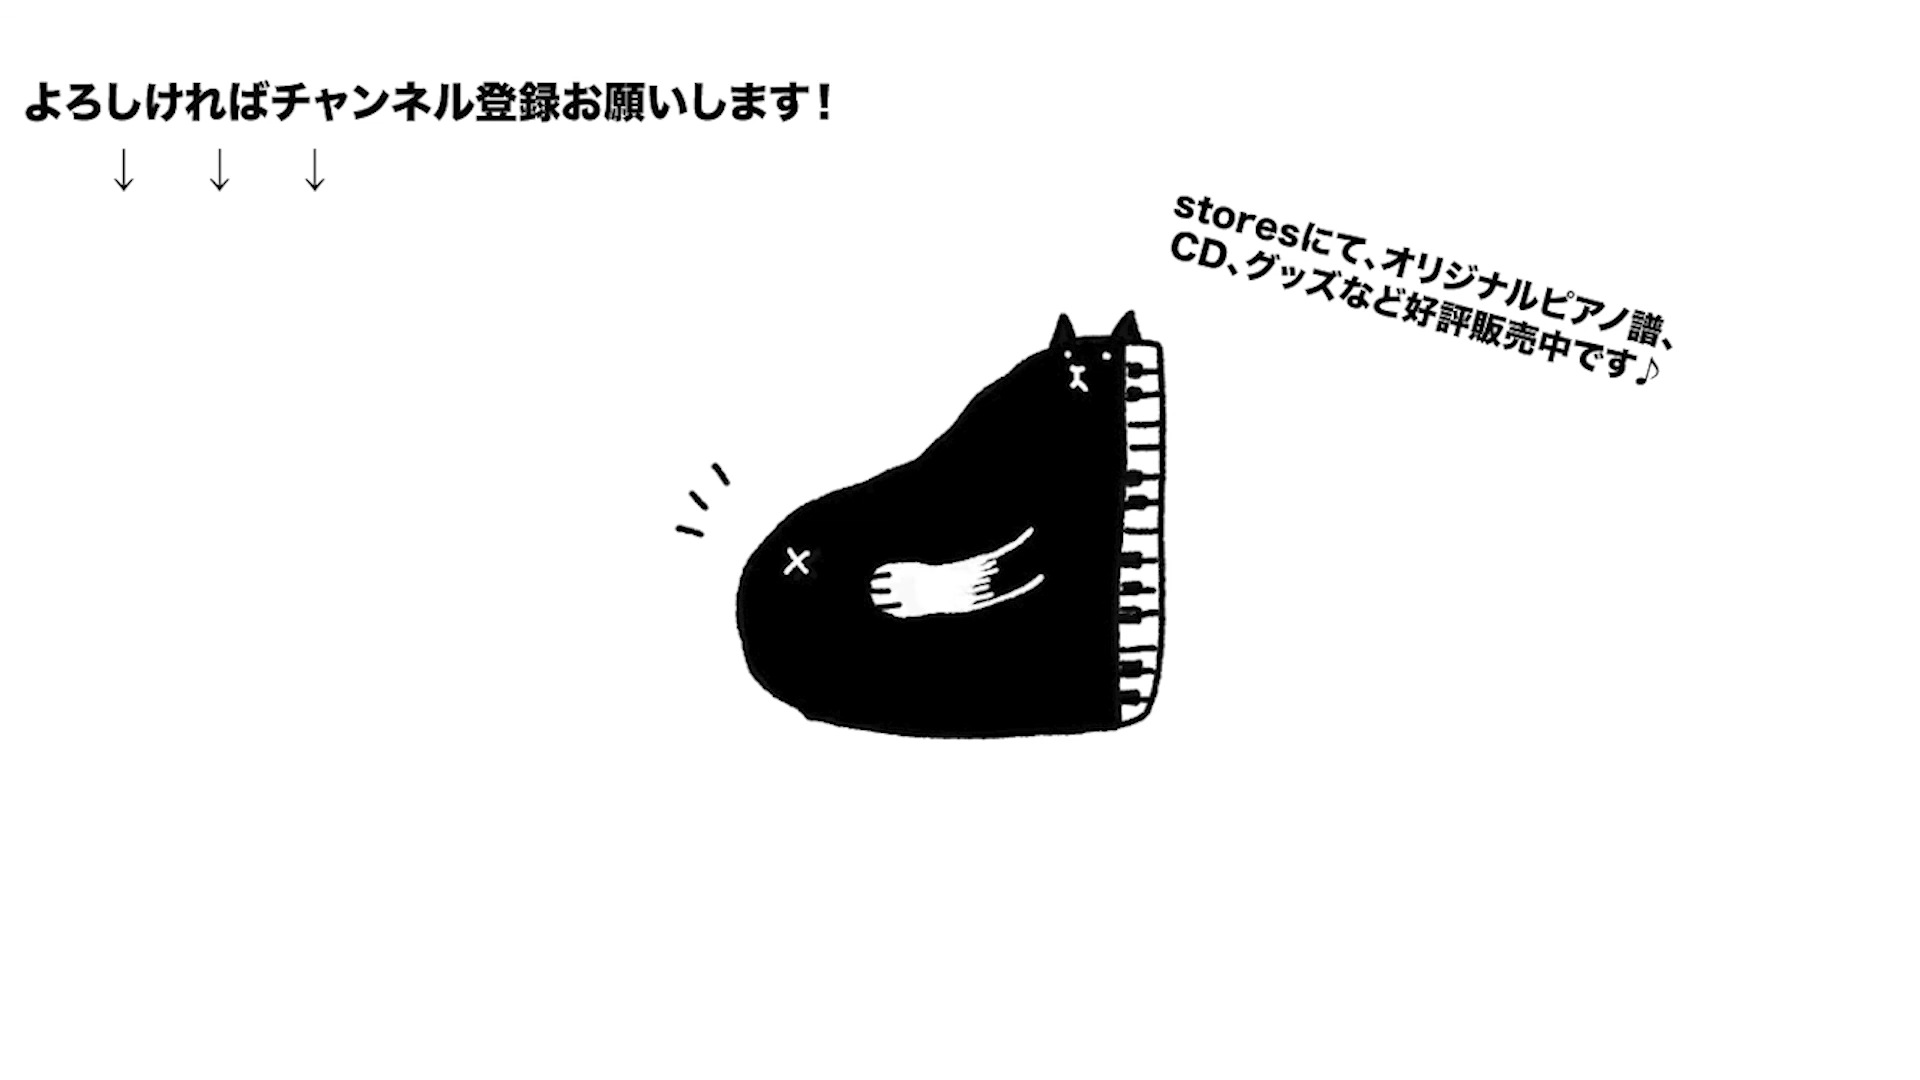 よろしければチャンネル登録お願いします！
↓ ↓ ↓
storesにて、オリジナルピアノ譜、
CD、グッズなど好評販売中です♪